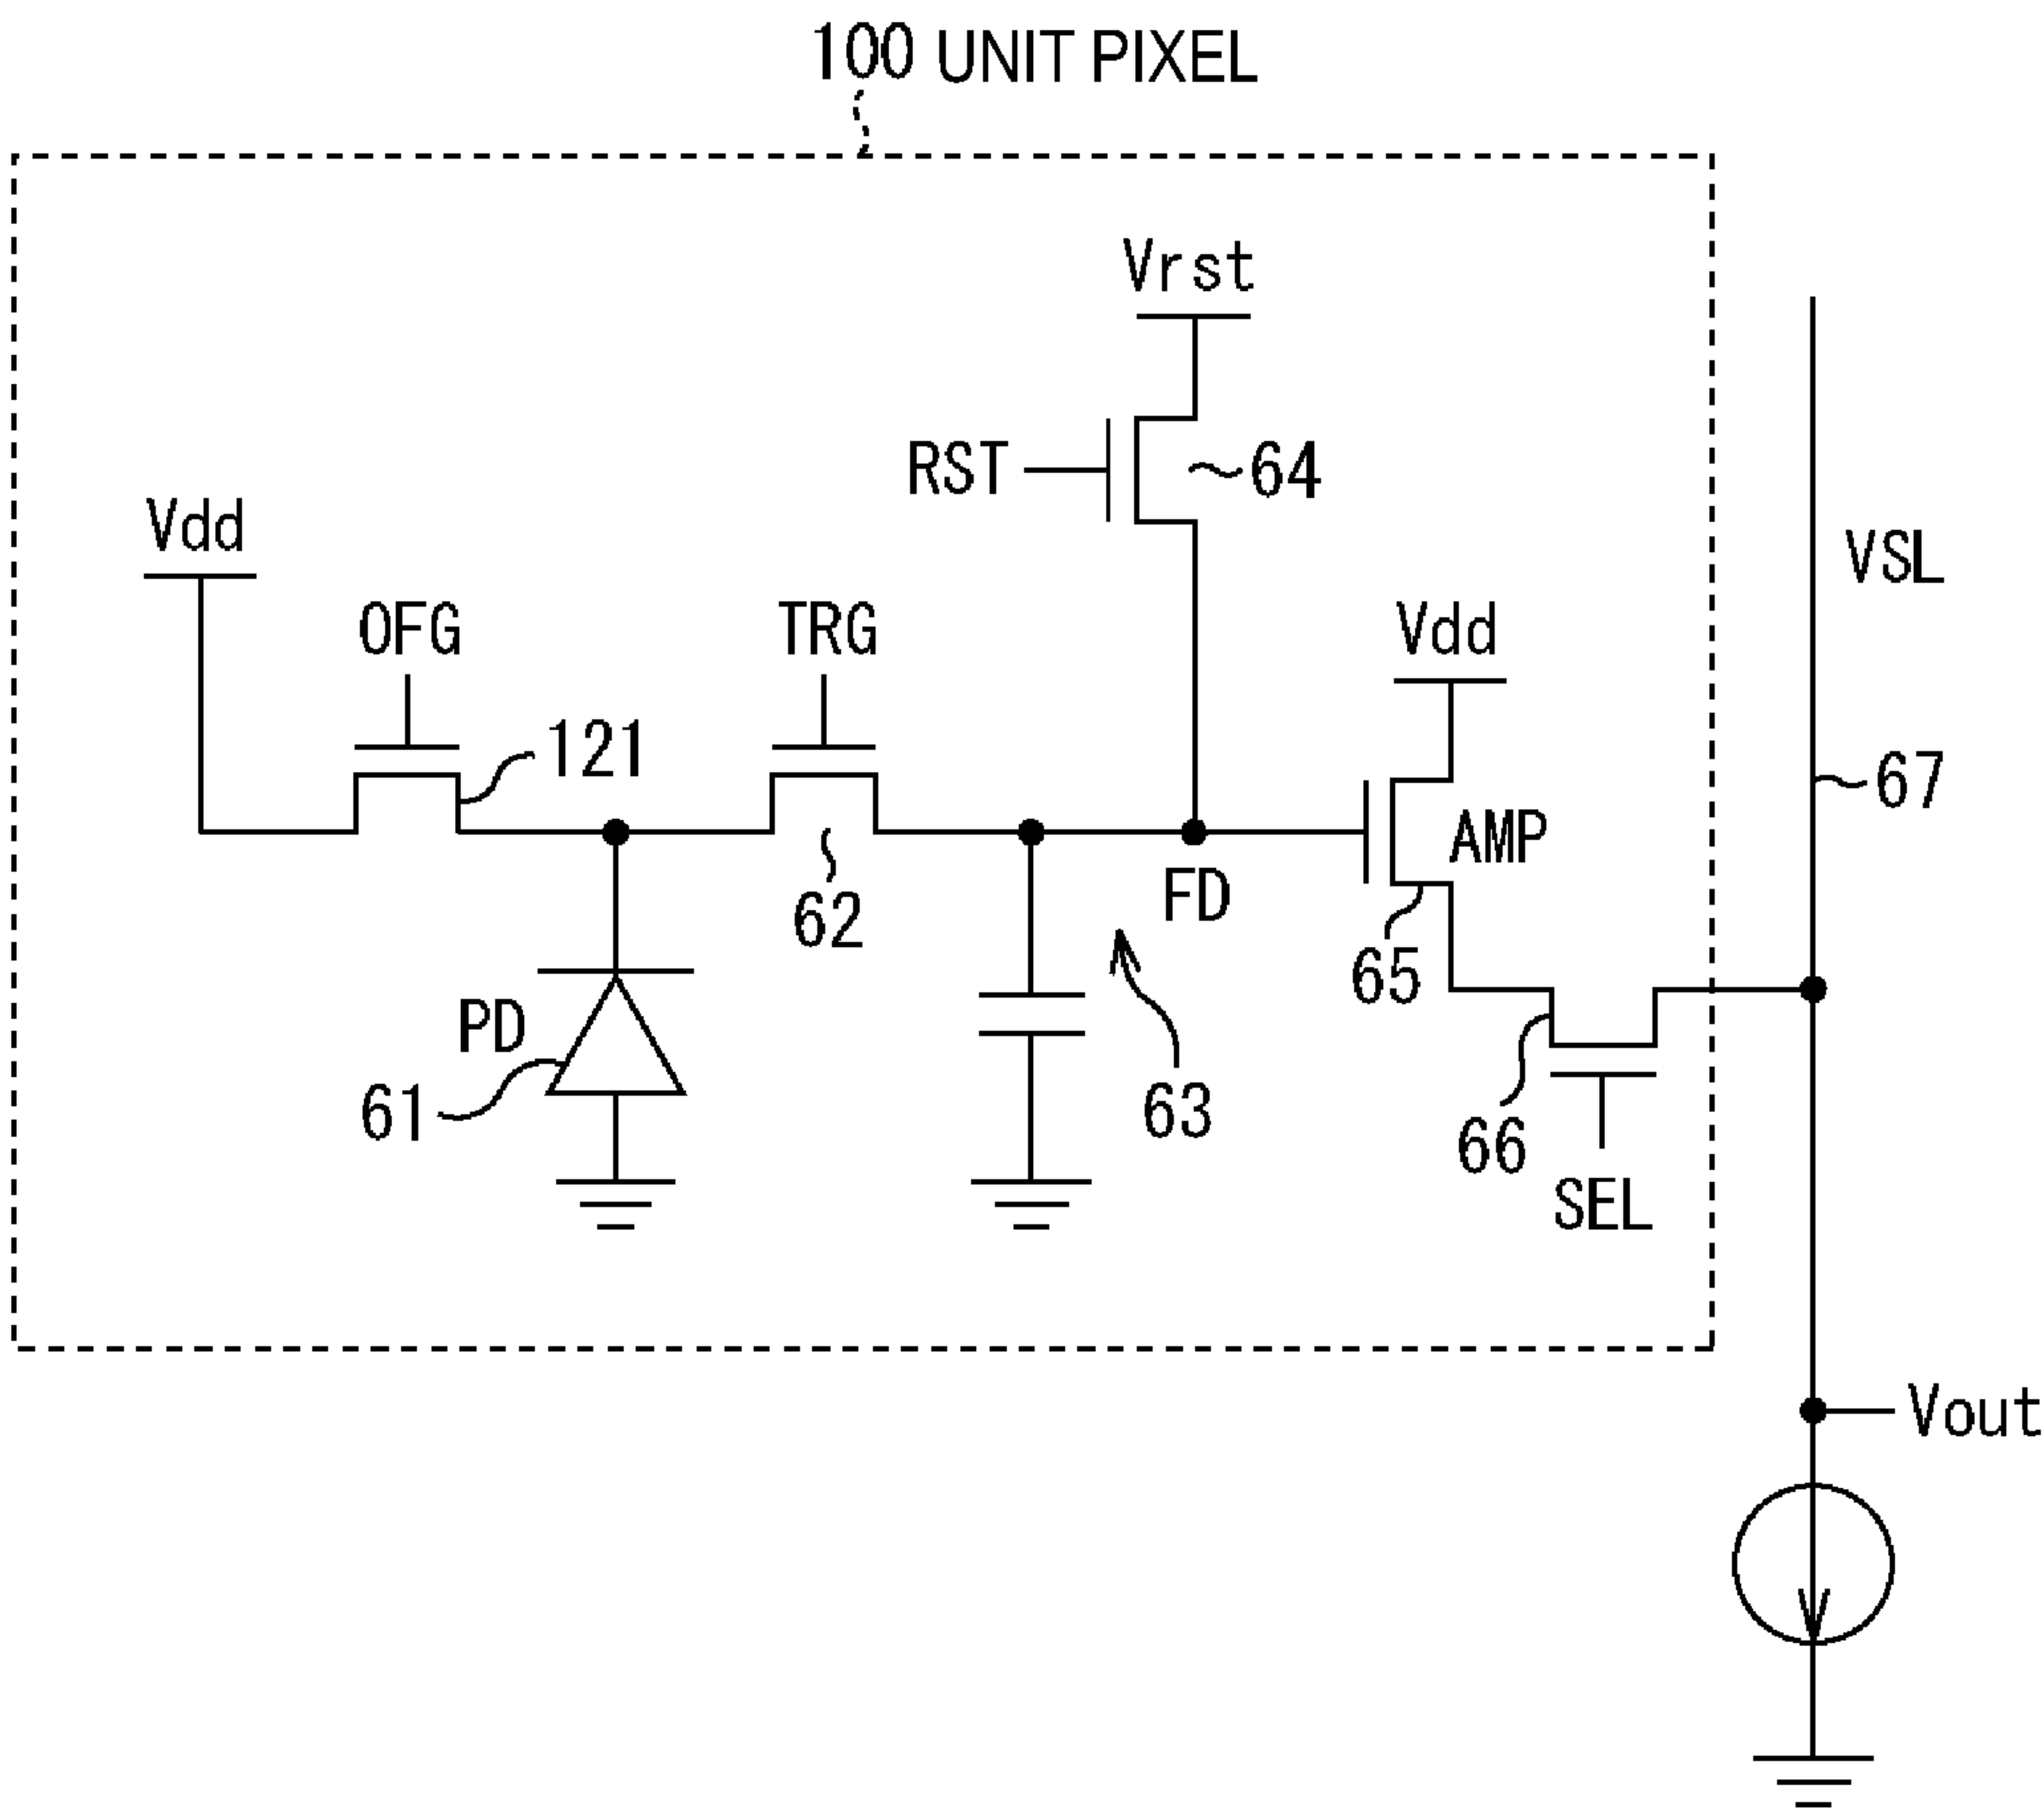 100 UNIT PIXEL
Vrst
RST
64
Vdd
VSL
OFG
TRG
Vdd
121
67
AMP
62
FD
65
PD
61
63
66
SEL
Vout